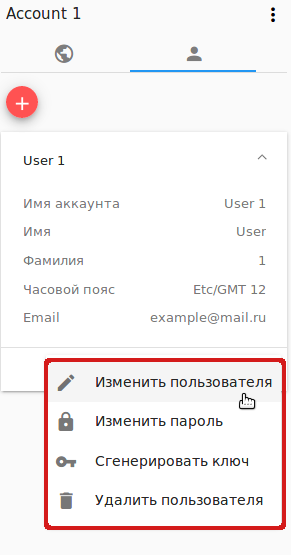 Account 1
User 1
Имя аккаунта User 1
Имя User
Фамилия 1
Часовой пояс Etc/GMT 12
Email example@mail.ru
Изменить пользователя
Изменить пароль
Сгенерировать ключ
Удалить пользователя